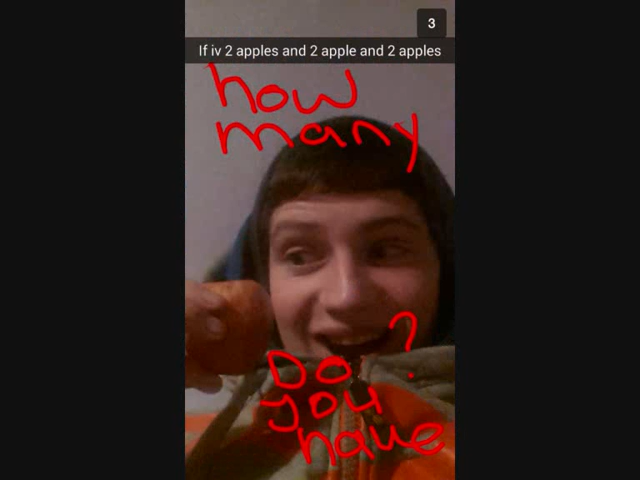 3
If iv 2 apples and 2 apple and 2 apples
how
many
?
Do
you
have